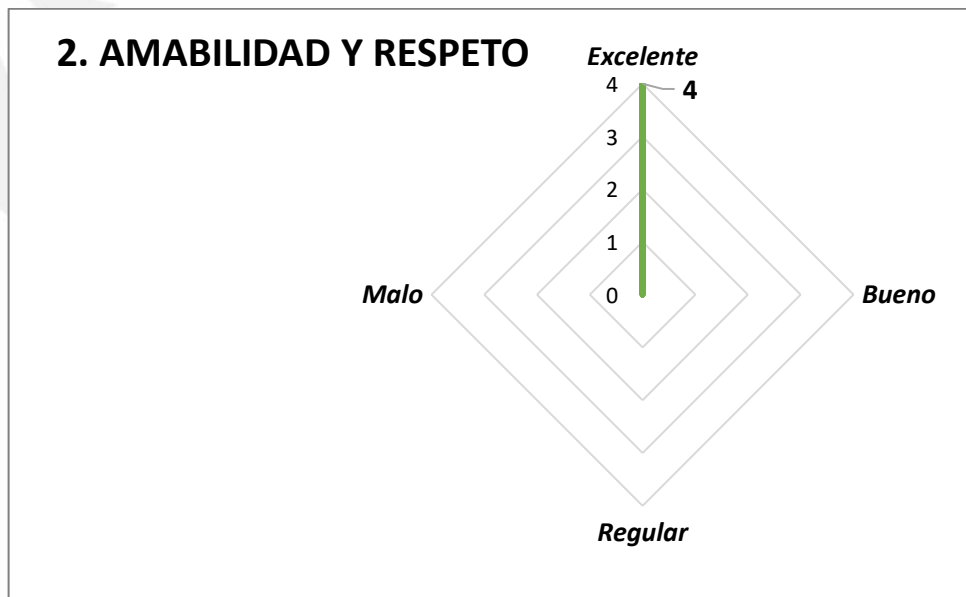 2. AMABILIDAD Y RESPETO
Excelente
4
4
3
2
1
0
Malo
Bueno
Regular